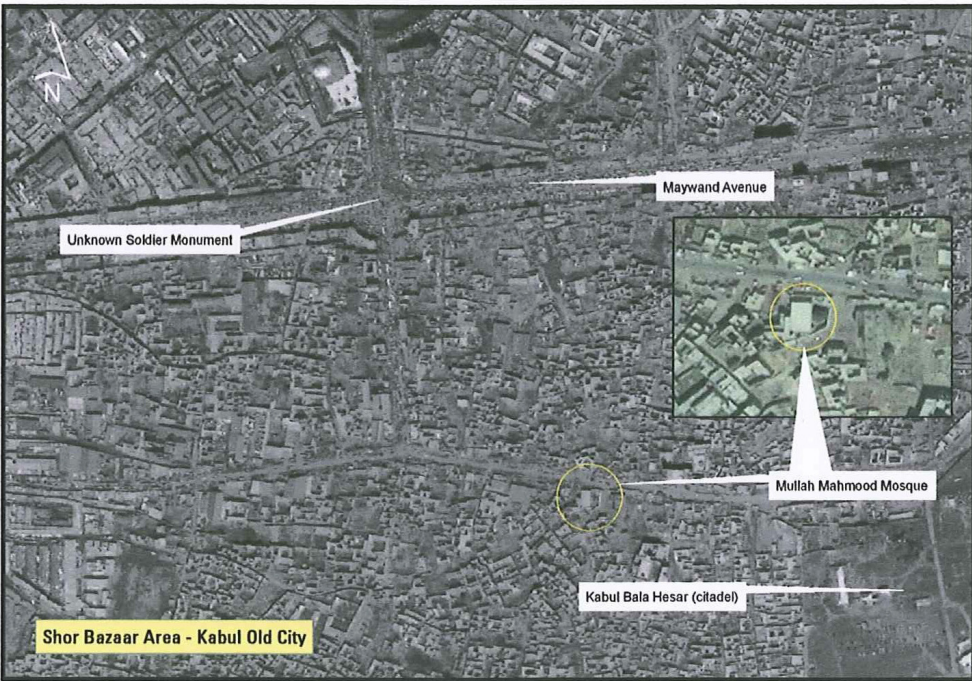 N
Maywand Avenue
Unknown Soldier Monument
Mullah Mahmood Mosque
Kabul Bala Hesar (citadel)
Shor Bazaar Area - Kabul Old City